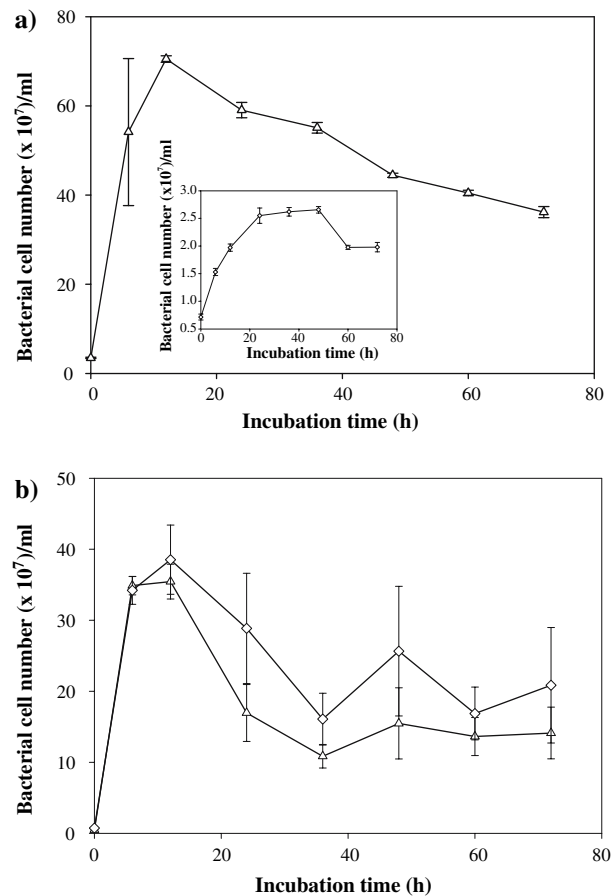 a)
80
60
40
20
0
Bacterial cell number (x 10⁷)/ml
3.0
2.5
2.0
1.5
1.0
0.5
Bacterial cell number (x10⁷)/ml
0 20 40 60 80
Incubation time (h)
0 20 40 60 80
Incubation time (h)
b)
50
40
30
20
10
0
Bacterial cell number (x 10⁷)/ml
0 20 40 60 80
Incubation time (h)